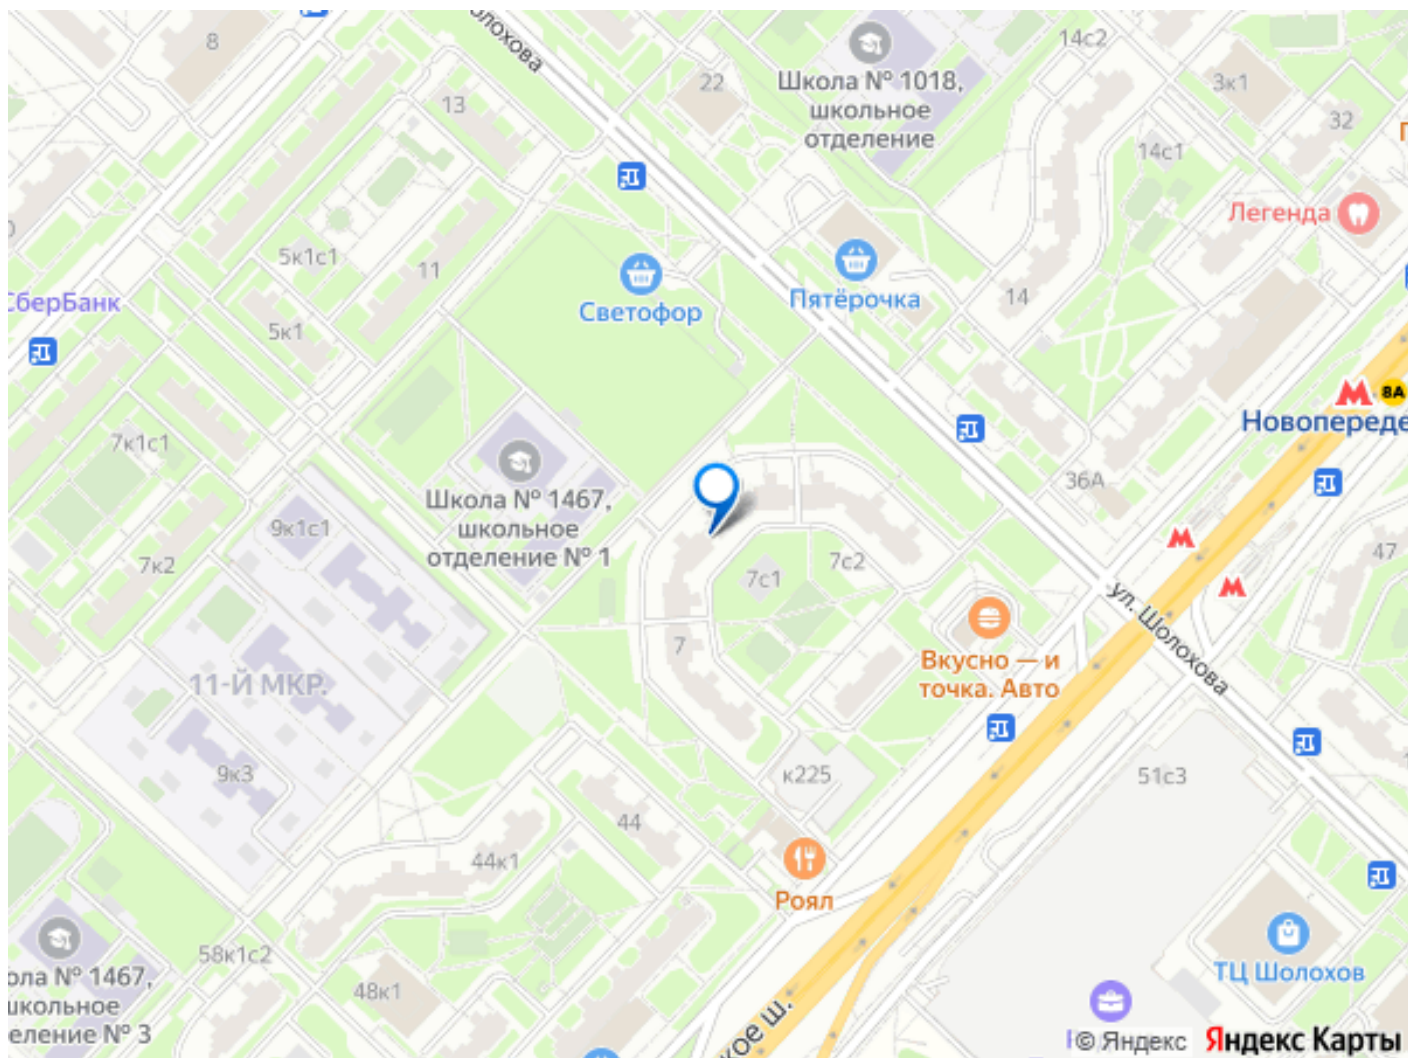 8
олохова
13
22
14с2
Школа № 1018,
школьное
отделение
3к1
32
14с1
Легенда
5к1с1
11
Светофор
Пятёрочка
14
СберБанк
5к1
8А
Новопереде
7к1с1
36А
Школа № 1467,
школьное
отделение № 1
9к1с1
7к2
7с1
7с2
47
ул. Шолохова
7
Вкусно — и
точка. Авто
11-Й МКР.
9к3
к225
51с3
44
44к1
Роял
58к1с2
ола № 1467,
школьное
еление № 3
48к1
ТЦ Шолохов
кое ш.
© Яндекс Яндекс Карты